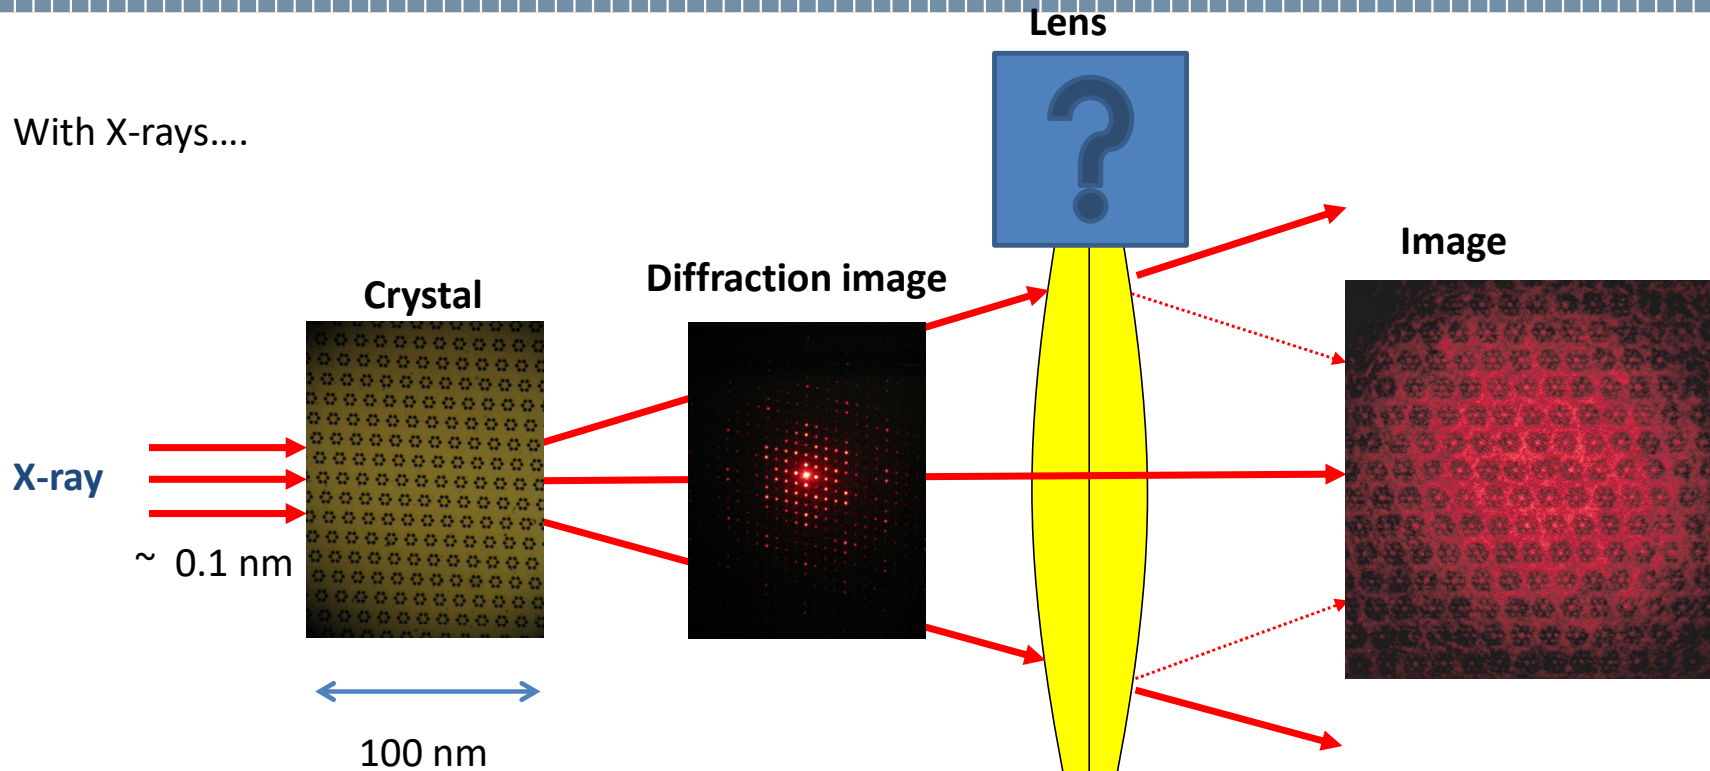 Lens
With X-rays....
?
Image
Diffraction image
Crystal
X-ray
~ 0.1 nm
100 nm